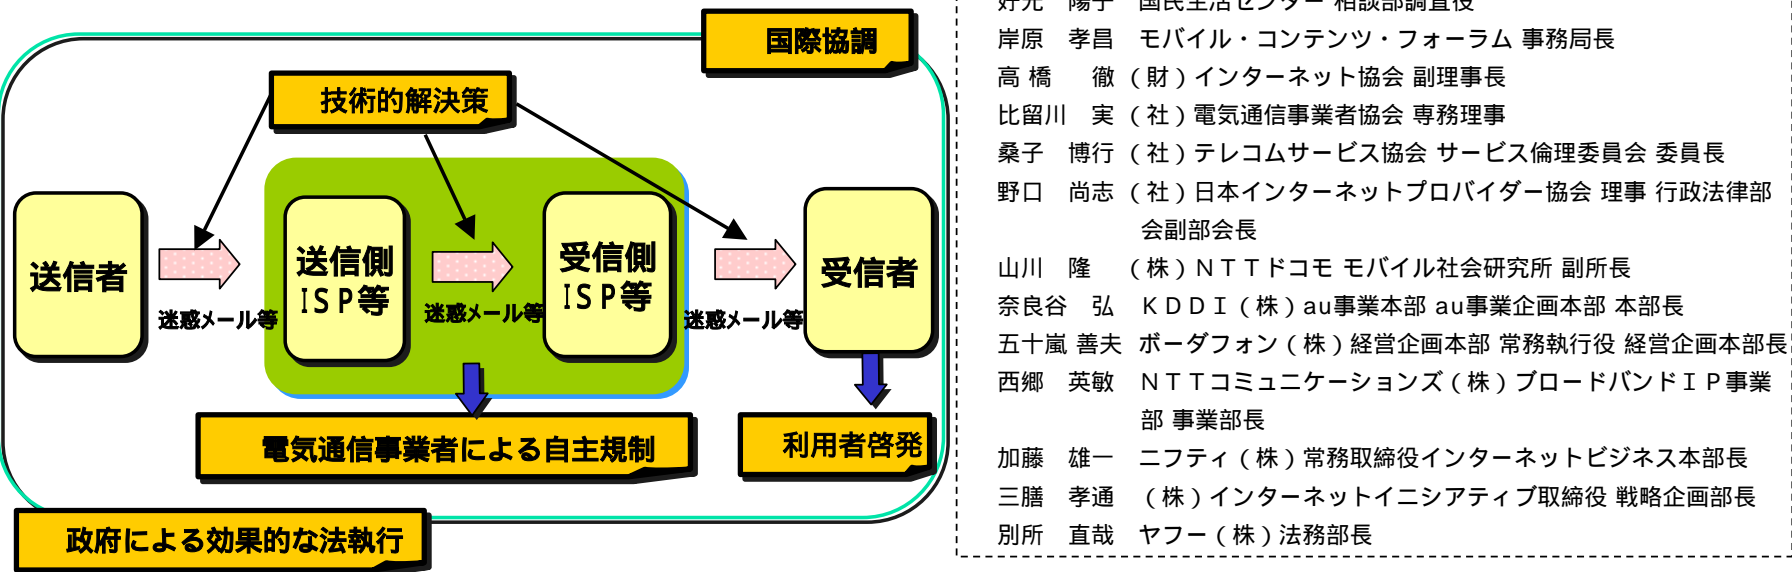 国際協調
技術的解決策
送信者
迷惑メール等
送信側
ISP等
迷惑メール等
受信側
ISP等
迷惑メール等
受信者
電気通信事業者による自主規制
利用者啓発
政府による効果的な法執行
国民生活センター 相談部調査役
岸原　孝昌　モバイル・コンテンツ・フォーラム 事務局長
高 橋　　徹（財）インターネット協会 副理事長
比留川　実（社）電気通信事業者協会 専務理事
桑子　博行（社）テレコムサービス協会 サービス倫理委員会 委員長
野口　尚志（社）日本インターネットプロバイダー協会 理事 行政法律部
会副部会長
山川　隆　（株）ＮＴＴドコモ モバイル社会研究所 副所長
奈良谷　弘　ＫＤＤＩ（株）au事業本部 au事業企画本部 本部長
五十嵐 善夫　ボーダフォン（株）経営企画本部 常務執行役 経営企画本部長
西郷　英敏　ＮＴＴコミュニケーションズ（株）ブロードバンドＩＰ事業
部 事業部長
加藤　雄一　ニフティ（株）常務取締役インターネットビジネス本部長
三膳　孝通　（株）インターネットイニシアティブ取締役 戦略企画部長
別所　直哉　ヤフー（株）法務部長